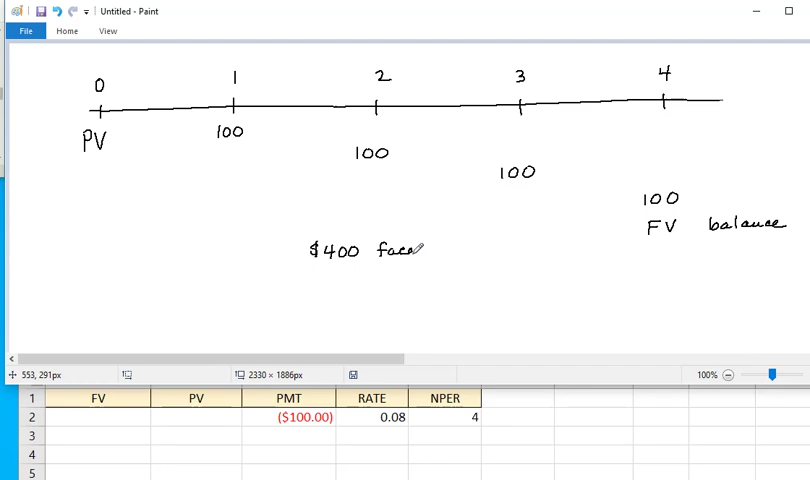 Untitled - Paint
File Home View
0 1 2 3 4
PV 100
100
100
100
FV balance
$400 face
553, 291px 2330 × 1886px 100%
1 FV PV PMT RATE NPER
2 ($100.00) 0.08 4
3
4
5